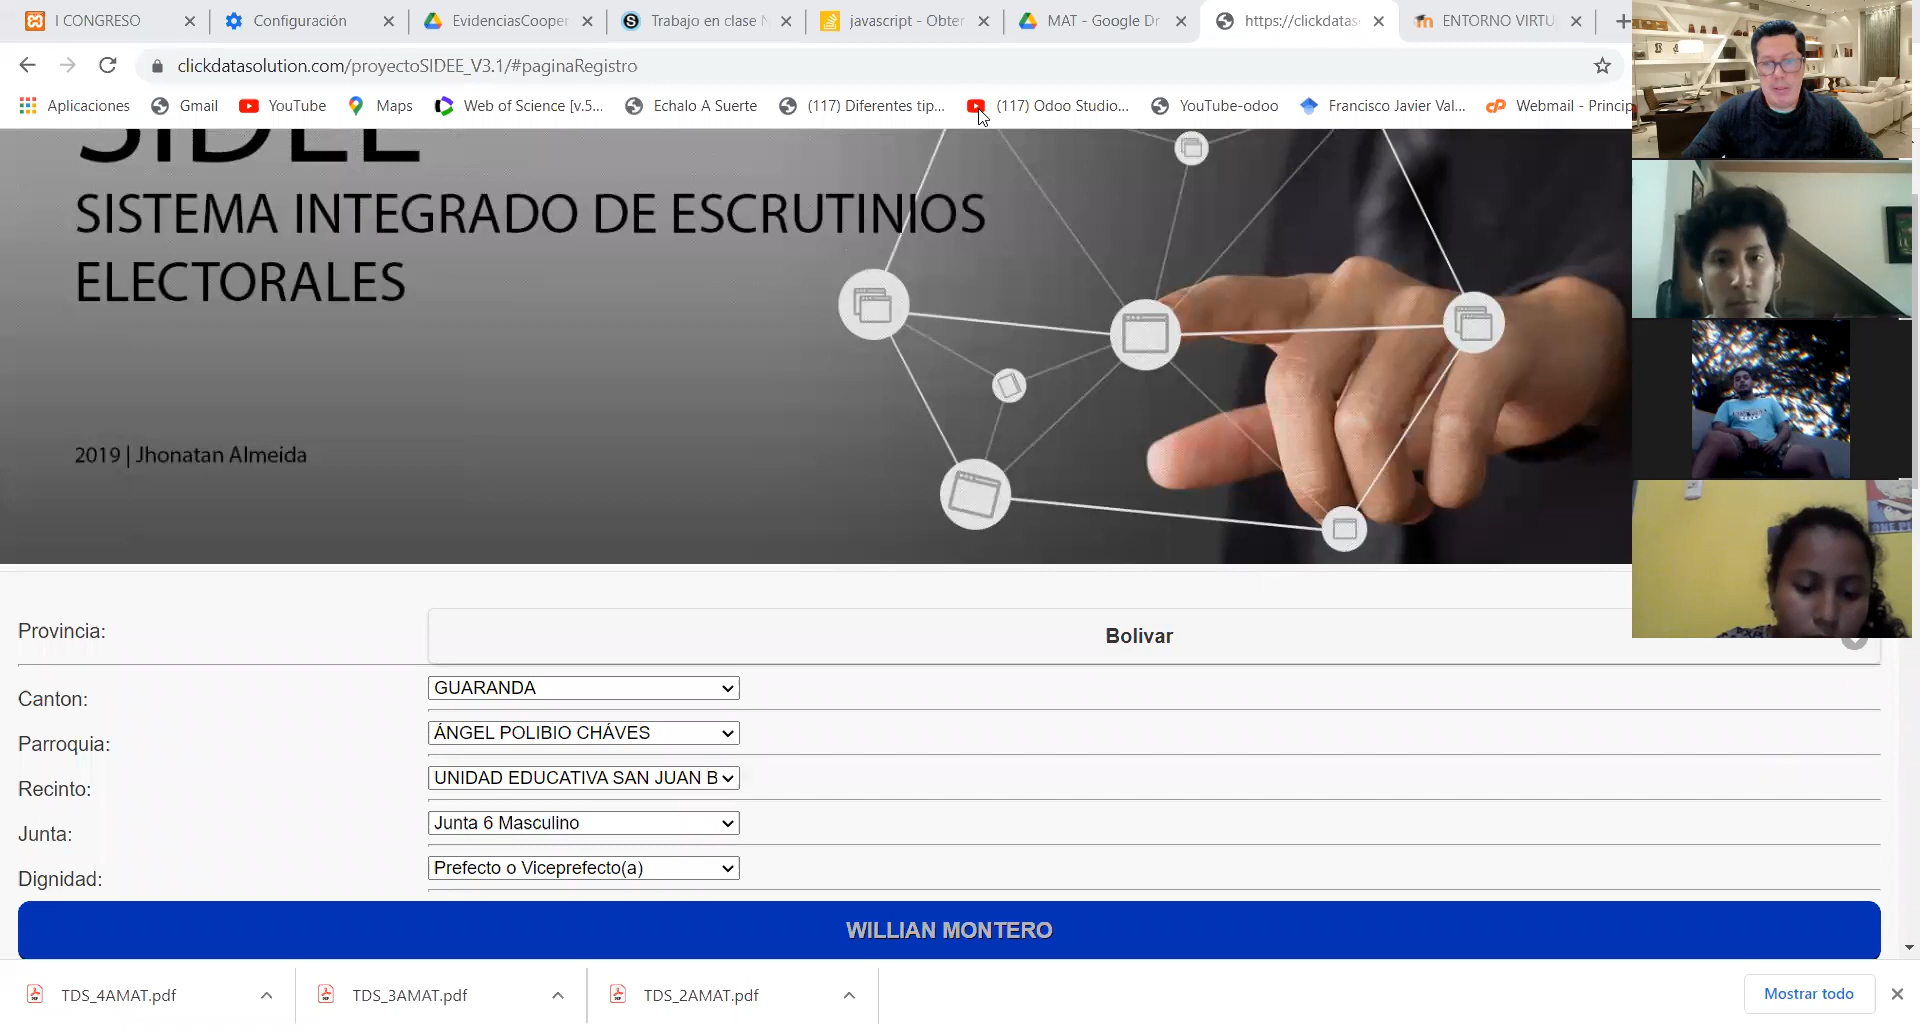 I CONGRESO
Configuración
EvidenciasCooper
Trabajo en clase N
javascript - Obter
MAT - Google Dr
https://clickdatas
ENTORNO VIRTU
clickdatasolution.com/proyectoSIDEE_V3.1/#paginaRegistro
Aplicaciones
Gmail
YouTube
Maps
Web of Science [v.5...
Echalo A Suerte
(117) Diferentes tip...
(117) Odoo Studio...
YouTube-odoo
Francisco Javier Val...
Webmail - Princip
SIDEE
SISTEMA INTEGRADO DE ESCRUTINIOS
ELECTORALES
2019 | Jhonatan Almeida
Provincia:
Bolivar
Canton:
GUARANDA
Parroquia:
ÁNGEL POLIBIO CHÁVES
Recinto:
UNIDAD EDUCATIVA SAN JUAN B
Junta:
Junta 6 Masculino
Dignidad:
Prefecto o Viceprefecto(a)
WILLIAN MONTERO
TDS_4AMAT.pdf
TDS_3AMAT.pdf
TDS_2AMAT.pdf
Mostrar todo